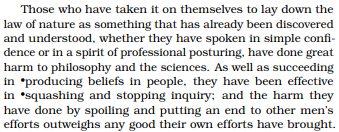 Those who have taken it on themselves to lay down the
law of nature as something that has already been discovered
and understood, whether they have spoken in simple confi-
dence or in a spirit of professional posturing, have done great
harm to philosophy and the sciences. As well as succeeding
in •producing beliefs in people, they have been effective
in •squashing and stopping inquiry; and the harm they
have done by spoiling and putting an end to other men’s
efforts outweighs any good their own efforts have brought.